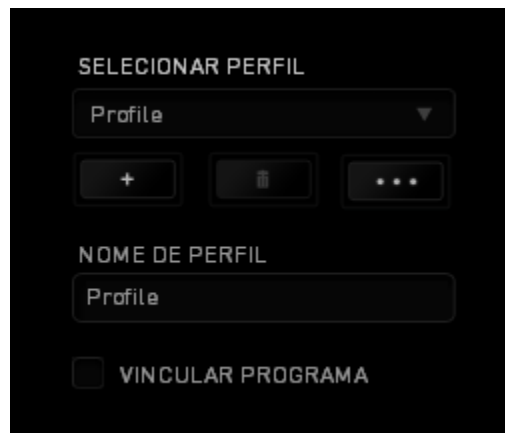 SELECIONAR PERFIL
Profile
+
NOME DE PERFIL
Profile
VINCULAR PROGRAMA